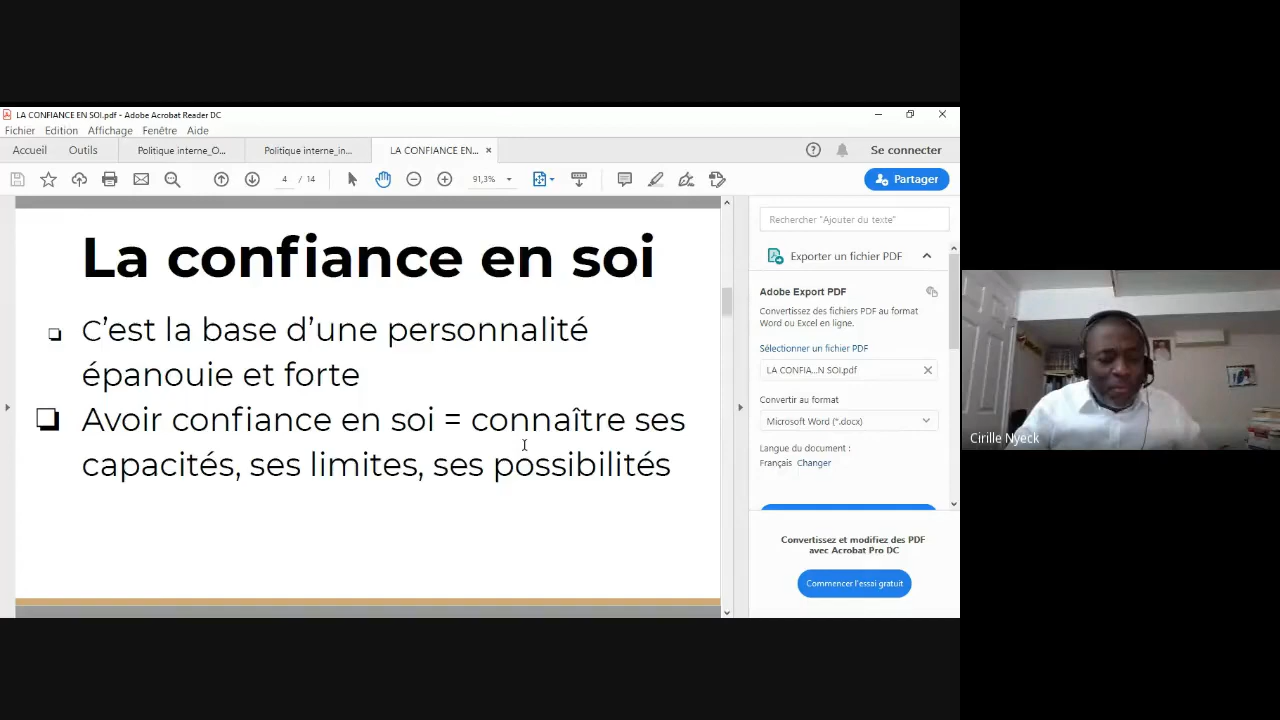 LA CONFIANCE EN SOI.pdf - Adobe Acrobat Reader DC
Fichier Edition Affichage Fenêtre Aide
Accueil Outils Politique interne_O... Politique interne_in... LA CONFIANCE EN... × Se connecter
4 / 14 91,3% Partager
La confiance en soi
C’est la base d’une personnalité
épanouie et forte
Avoir confiance en soi = connaître ses
capacités, ses limites, ses possibilités
Rechercher "Ajouter du texte"
Exporter un fichier PDF
Adobe Export PDF
Convertissez des fichiers PDF au format
Word ou Excel en ligne.
Sélectionner un fichier PDF
LA CONFIA...N SOI.pdf
Convertir au format
Microsoft Word (*.docx)
Langue du document :
Français Changer
Convertissez et modifiez des PDF
avec Acrobat Pro DC
Commencer l'essai gratuit
Cirille Nyeck